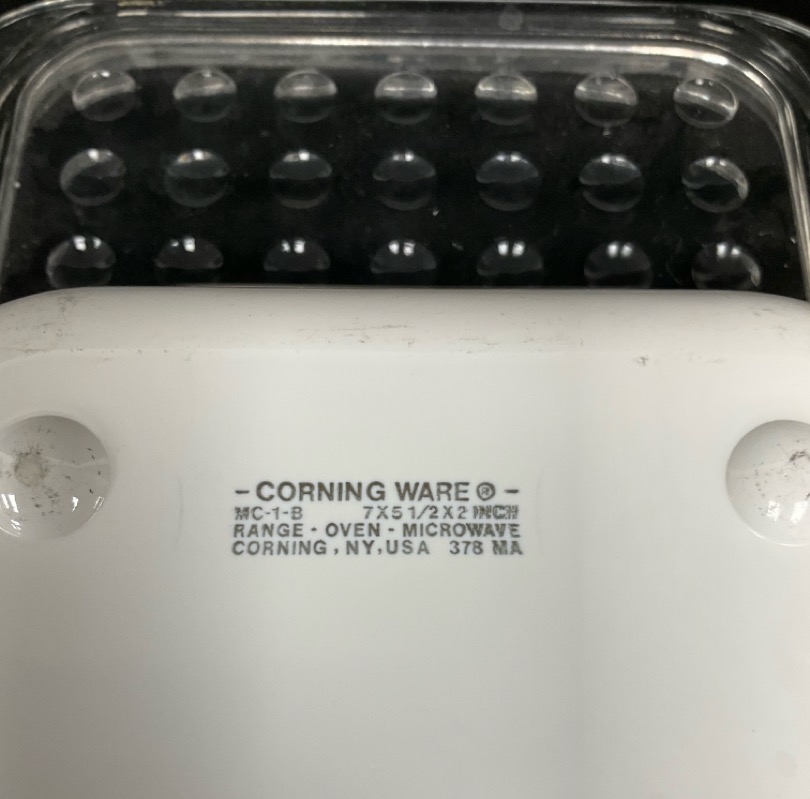 - CORNING WARE ® -
MC-1-B 7X5 1/2X2 INCH
RANGE - OVEN - MICROWAVE
CORNING, NY, USA 378 MA